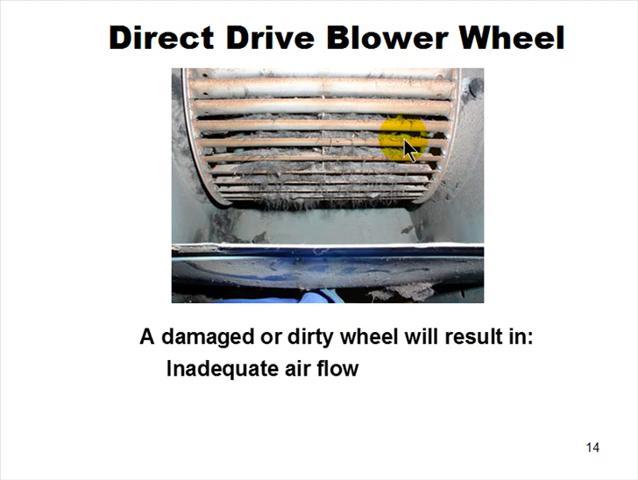 Direct Drive Blower Wheel
A damaged or dirty wheel will result in:
Inadequate air flow
14